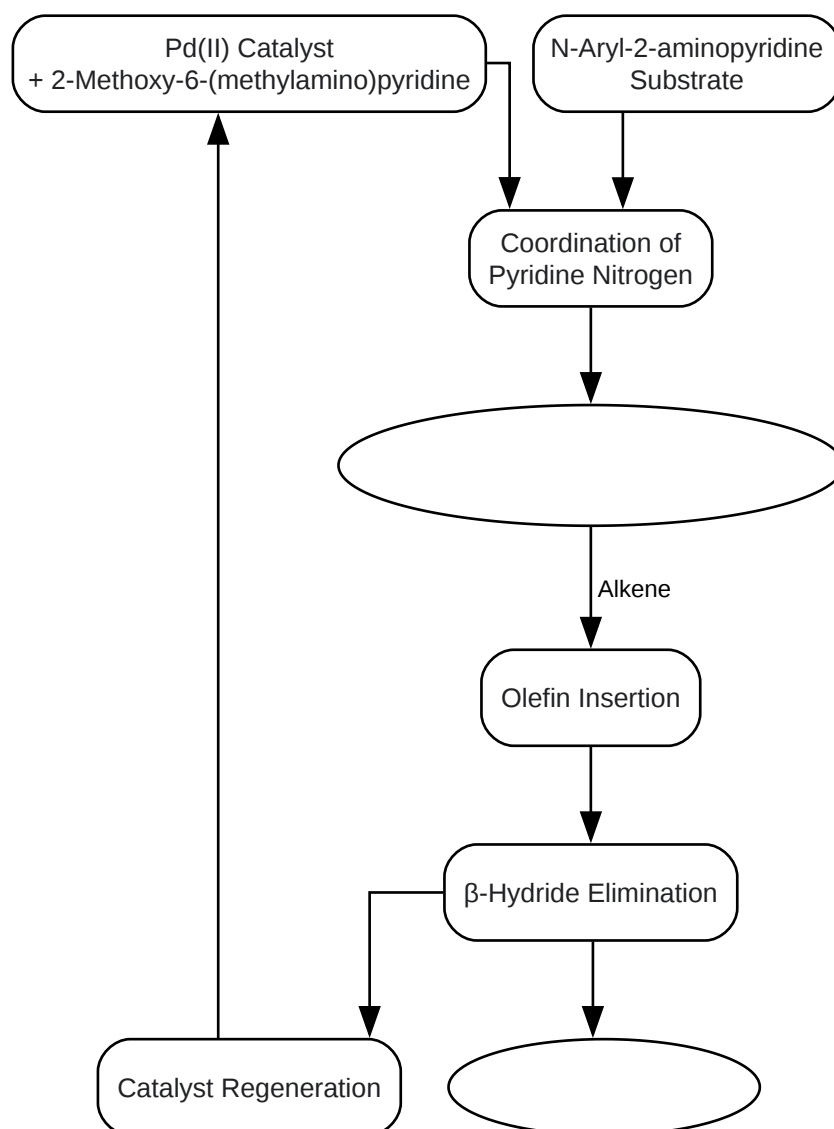 Pd(II) Catalyst
+ 2-Methoxy-6-(methylamino)pyridine
N-Aryl-2-aminopyridine
Substrate
Coordination of
Pyridine Nitrogen
Alkene
Olefin Insertion
β-Hydride Elimination
Catalyst Regeneration